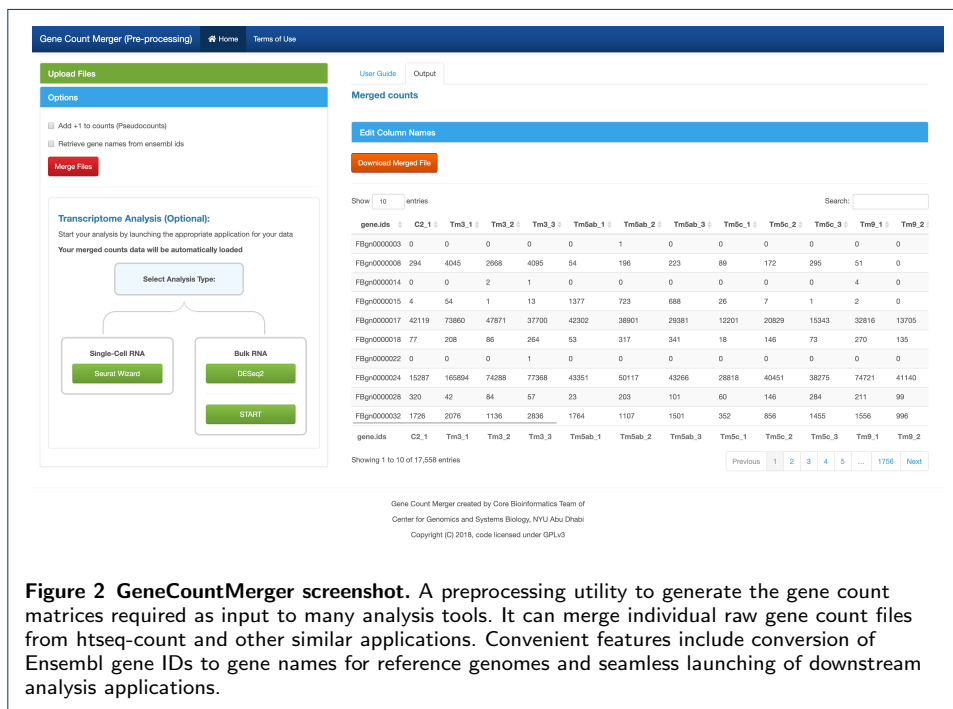 Gene Count Merger (Pre-processing) Home Terms of Use
Upload Files
Options
Add +1 to counts (Pseudocounts)
Retrieve gene names from ensembl ids
Merge Files
Transcriptome Analysis (Optional):
Start your analysis by launching the appropriate application for your data
Your merged counts data will be automatically loaded
Select Analysis Type:
Single-Cell RNA
Seurat Wizard
Bulk RNA
DESeq2
START
User Guide Output
Merged counts
Edit Column Names
Download Merged File
Show 10 entries Search:
gene.ids C2_1 Tm3_1 Tm3_2 Tm3_3 Tm5ab_1 Tm5ab_2 Tm5ab_3 Tm5c_1 Tm5c_2 Tm5c_3 Tm9_1 Tm9_2
FBgn0000003 0 0 0 0 0 1 0 0 0 0 0 0
FBgn0000008 294 4045 2668 4095 54 196 223 89 172 295 51 0
FBgn0000014 0 0 2 1 0 0 0 0 0 0 4 0
FBgn0000015 4 54 1 13 1377 723 688 26 7 1 2 0
FBgn0000017 42119 73860 47871 37700 42302 38901 29381 12201 20829 15343 32816 13705
FBgn0000018 77 208 86 264 53 317 341 18 146 73 270 135
FBgn0000022 0 0 0 1 0 0 0 0 0 0 0 0
FBgn0000024 15287 165894 74288 77368 43351 50117 43266 28818 40451 38275 74721 41140
FBgn0000028 320 42 84 57 23 203 101 60 146 284 211 99
FBgn0000032 1726 2076 1136 2836 1764 1107 1501 352 856 1455 1556 996
gene.ids C2_1 Tm3_1 Tm3_2 Tm3_3 Tm5ab_1 Tm5ab_2 Tm5ab_3 Tm5c_1 Tm5c_2 Tm5c_3 Tm9_1 Tm9_2
Showing 1 to 10 of 17,558 entries Previous 1 2 3 4 5 ... 1756 Next
Gene Count Merger created by Core Bioinformatics Team of
Center for Genomics and Systems Biology, NYU Abu Dhabi
Copyright (C) 2018, code licensed under GPLv3
Figure 2 GeneCountMerger screenshot. A preprocessing utility to generate the gene count
matrices required as input to many analysis tools. It can merge individual raw gene count files
from htseq-count and other similar applications. Convenient features include conversion of
Ensembl gene IDs to gene names for reference genomes and seamless launching of downstream
analysis applications.